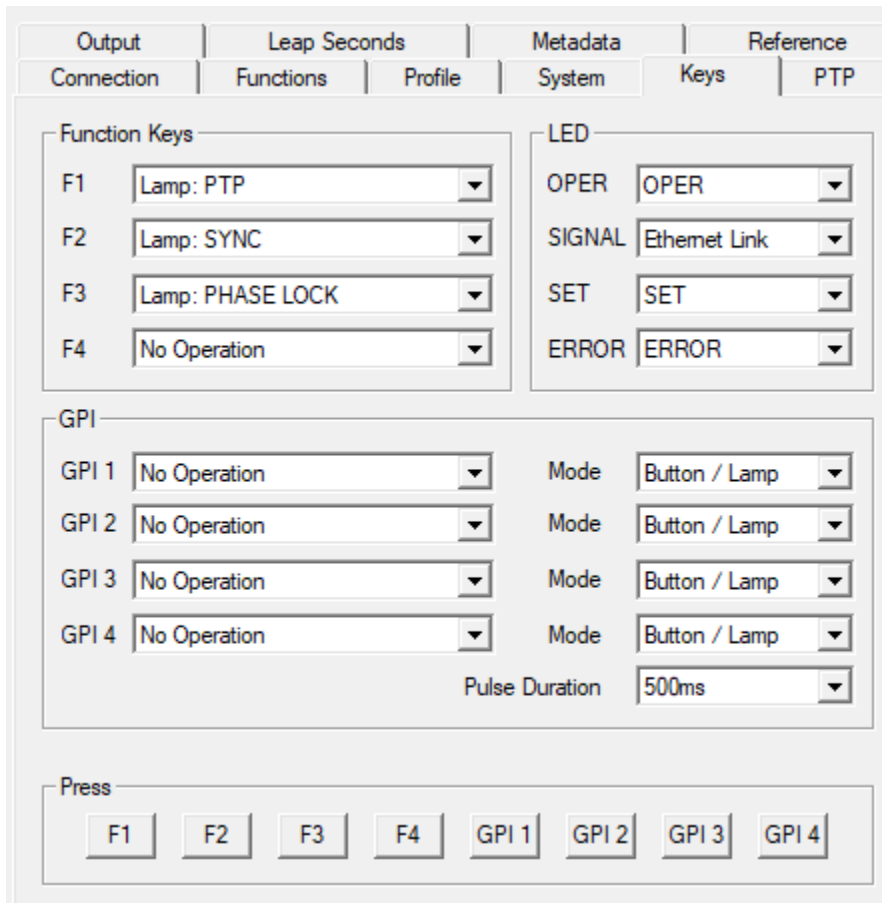 Output Leap Seconds Metadata Reference
Connection Functions Profile System Keys PTP
Function Keys LED
F1 Lamp: PTP OPER OPER
F2 Lamp: SYNC SIGNAL Ethernet Link
F3 Lamp: PHASE LOCK SET SET
F4 No Operation ERROR ERROR
GPI
GPI 1 No Operation Mode Button / Lamp
GPI 2 No Operation Mode Button / Lamp
GPI 3 No Operation Mode Button / Lamp
GPI 4 No Operation Mode Button / Lamp
Pulse Duration 500ms
Press
F1 F2 F3 F4 GPI 1 GPI 2 GPI 3 GPI 4